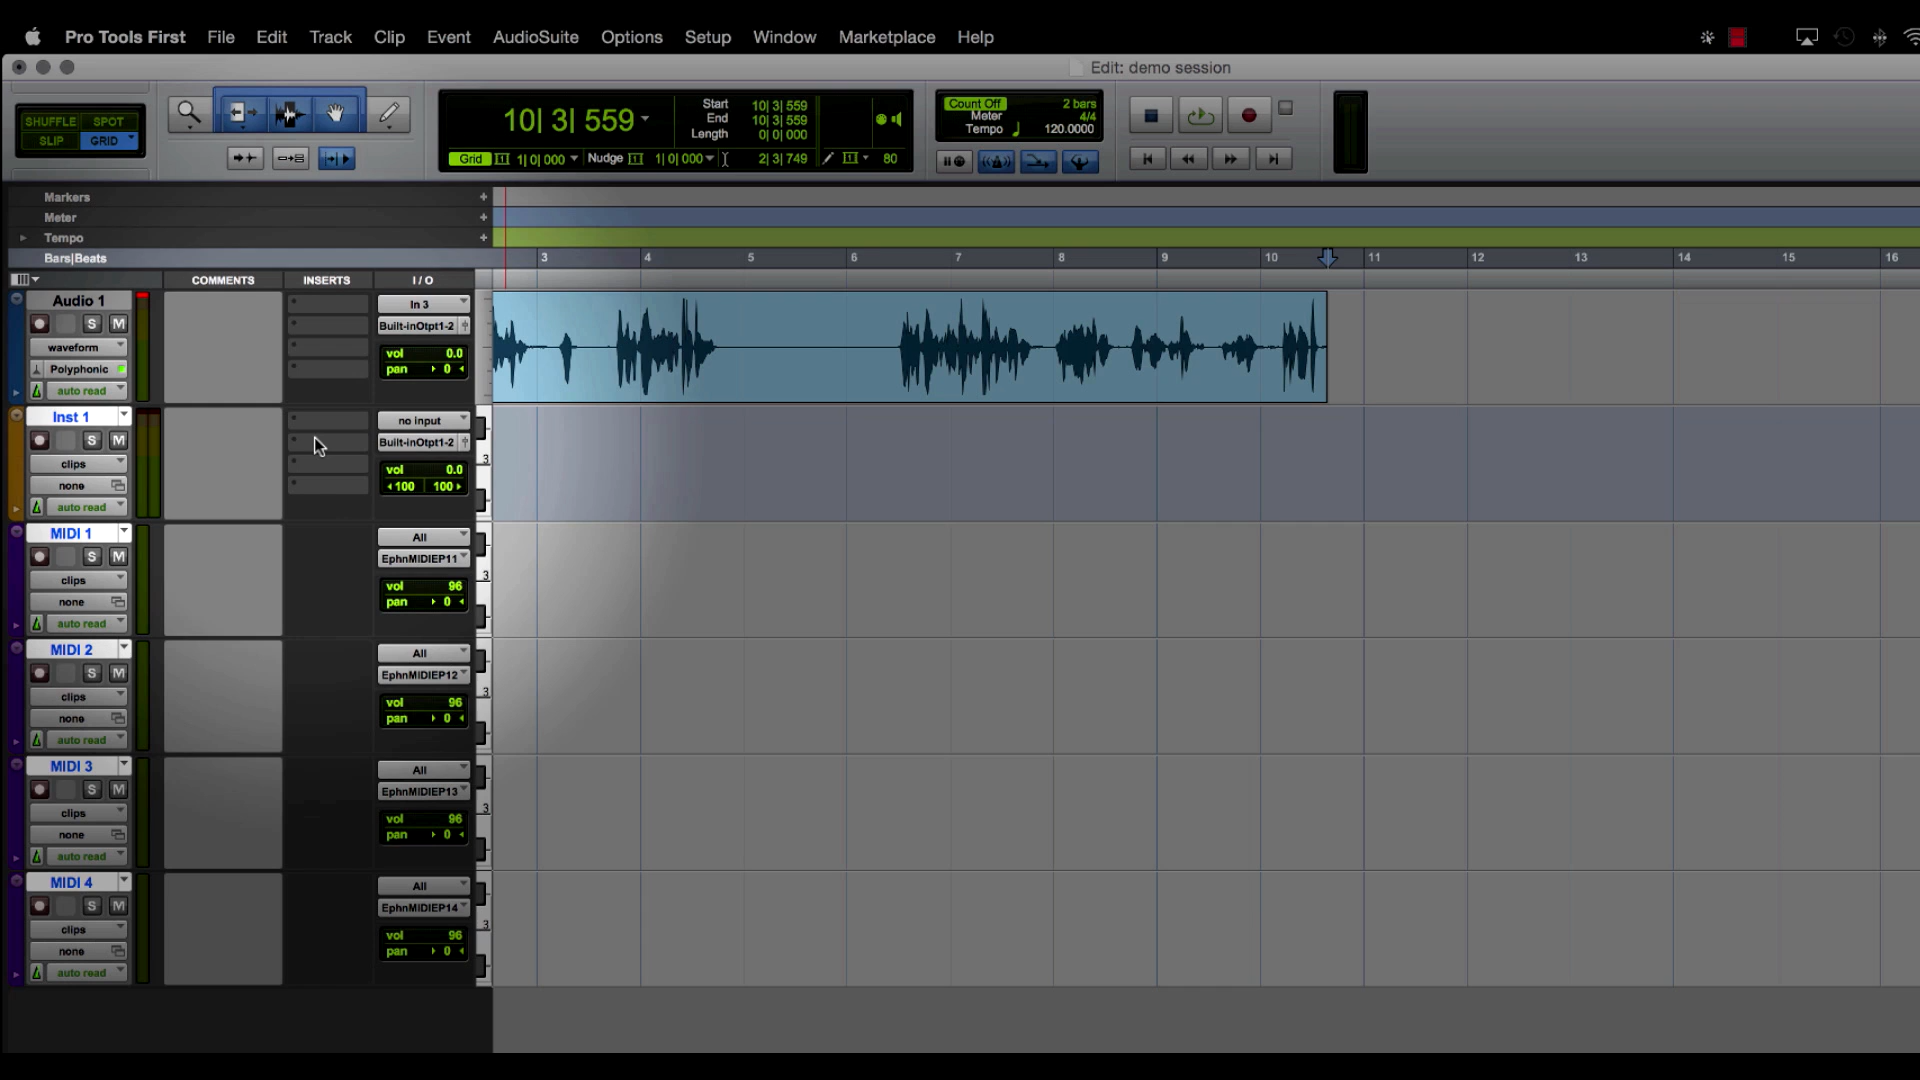 Pro Tools First File Edit Track Clip Event AudioSuite Options Setup Window Marketplace Help
Edit: demo session
SHUFFLE SPOT
SLIP GRID
10| 3| 559
Start 10| 3| 559
End 10| 3| 559
Length 0| 0| 000
Grid 1| 0| 000 Nudge 1| 0| 000 2| 3| 749 80
Count Off 2 bars
Meter 4/4
Tempo 120.0000
Markers
Meter
Tempo
Bars|Beats
3 4 5 6 7 8 9 10 11 12 13 14 15 16
COMMENTS INSERTS I / O
Audio 1
S M
waveform
Polyphonic
auto read
In 3
Built-inOtpt1-2
vol 0.0
pan 0
Inst 1
S M
clips
none
auto read
no input
Built-inOtpt1-2
vol 0.0
100 100
3
MIDI 1
S M
clips
none
auto read
All
EphnMIDIEP11
vol 96
pan 0
3
MIDI 2
S M
clips
none
auto read
All
EphnMIDIEP12
vol 96
pan 0
3
MIDI 3
S M
clips
none
auto read
All
EphnMIDIEP13
vol 96
pan 0
3
MIDI 4
S M
clips
none
auto read
All
EphnMIDIEP14
vol 96
pan 0
3